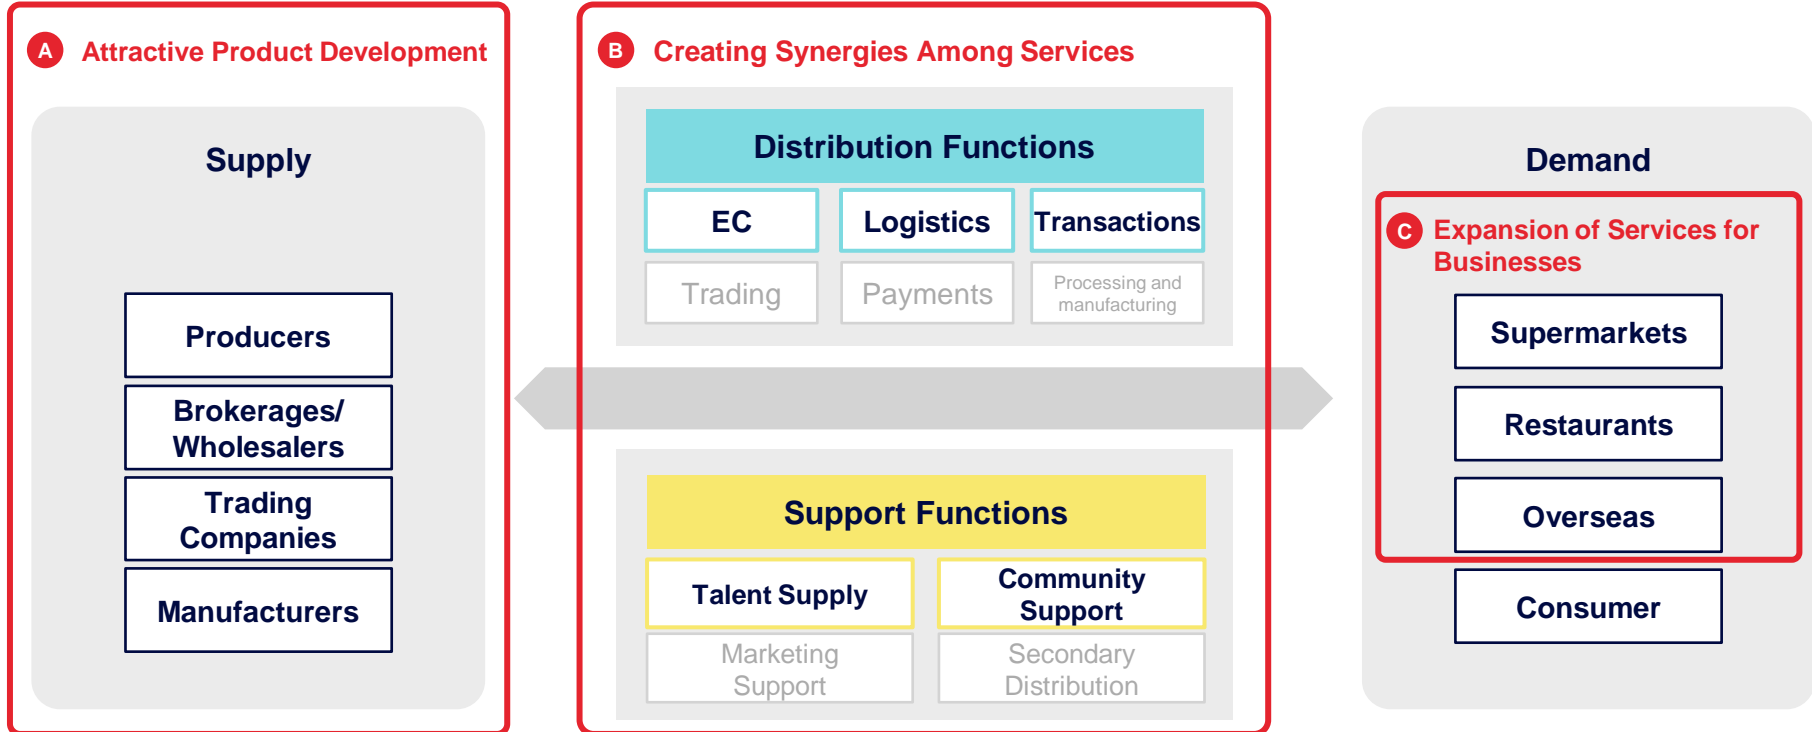 A Attractive Product Development
Supply
Producers
Brokerages/
Wholesalers
Trading
Companies
Manufacturers
B Creating Synergies Among Services
Distribution Functions
EC
Logistics
Transactions
Trading
Payments
Processing and
manufacturing
Support Functions
Talent Supply
Community
Support
Marketing
Support
Secondary
Distribution
Demand
C Expansion of Services for
Businesses
Supermarkets
Restaurants
Overseas
Consumer